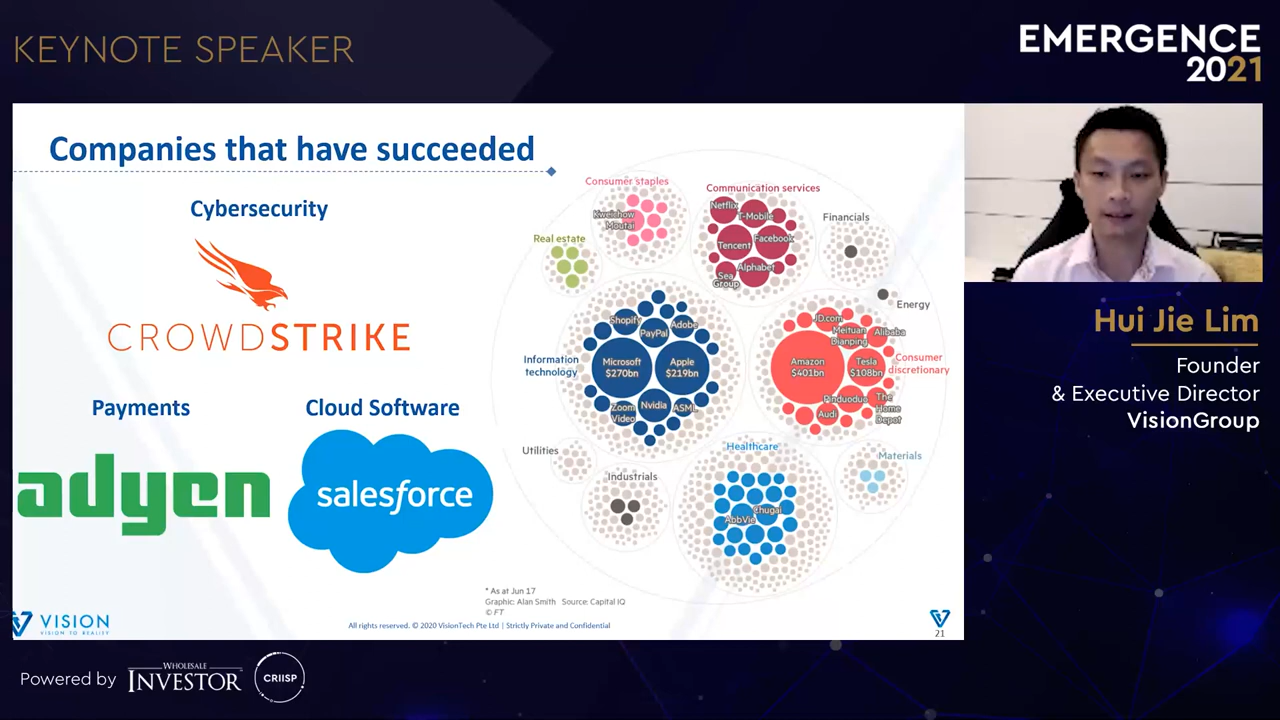 KEYNOTE SPEAKER
EMERGENCE
2021
Companies that have succeeded
Cybersecurity
CROWDSTRIKE
Payments
Cloud Software
adyen
salesforce
Consumer staples
Kweichow
Moutai
Real estate
Communication services
Netflix
T-Mobile
Tencent
Facebook
Alphabet
Sea
Group
Financials
Energy
Information
technology
Shopify
PayPal
Adobe
Microsoft
$270bn
Apple
$219bn
Zoom
Video
Nvidia
ASML
JD.com
Meituan
Dianping
Alibaba
Amazon
$401bn
Tesla
$108bn
Consumer
discretionary
Pinduoduo
The
Home
Depot
Audi
Utilities
Industrials
Healthcare
AbbVie
Chugai
Materials
* As at Jun 17
Graphic: Alan Smith Source: Capital IQ
© FT
VISION
VISION TO REALITY
All rights reserved. © 2020 VisionTech Pte Ltd | Strictly Private and Confidential
21
Hui Jie Lim
Founder
& Executive Director
VisionGroup
Powered by
WHOLESALE
INVESTOR
CRIISP